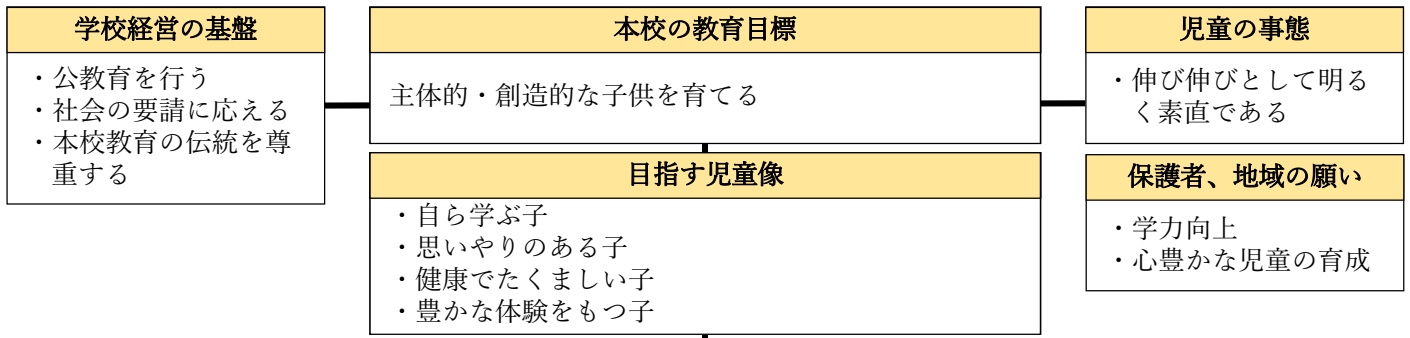 学校経営の基盤
・公教育を行う
・社会の要請に応える
・本校教育の伝統を尊
重する
本校の教育目標
主体的・創造的な子供を育てる
児童の事態
・伸び伸びとして明る
く素直である
目指す児童像
・自ら学ぶ子
・思いやりのある子
・健康でたくましい子
・豊かな体験をもつ子
保護者、地域の願い
・学力向上
・心豊かな児童の育成